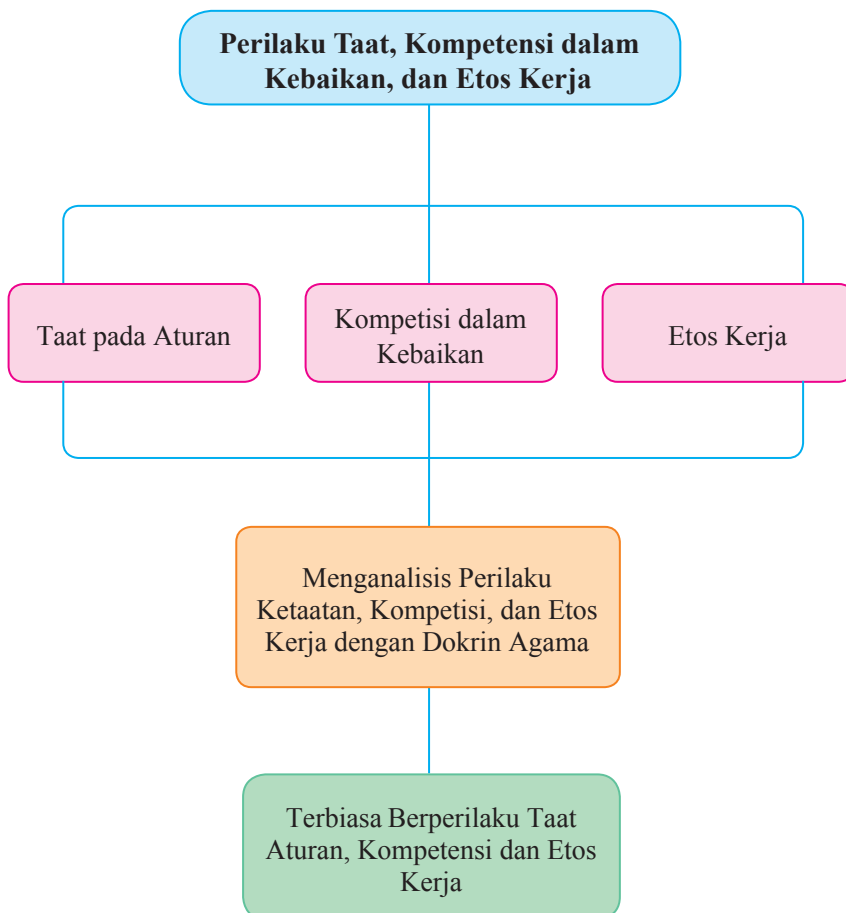 Perilaku Taat, Kompetensi dalam
Kebaikan, dan Etos Kerja
Taat pada Aturan
Kompetisi dalam
Kebaikan
Etos Kerja
Menganalisis Perilaku
Ketaatan, Kompetisi, dan Etos
Kerja dengan Dokrin Agama
Terbiasa Berperilaku Taat
Aturan, Kompetensi dan Etos
Kerja